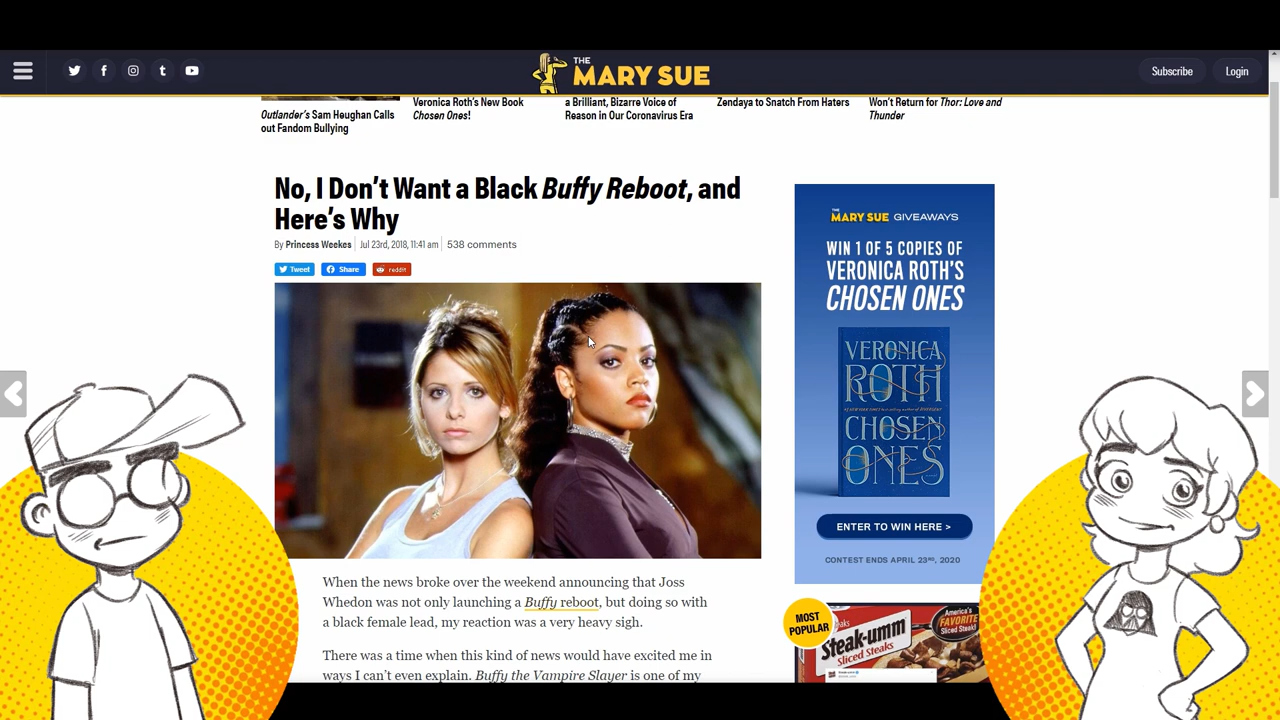 THE
MARY SUE
Subscribe
Login
Outlander's Sam Heughan Calls
out Fandom Bullying
Veronica Roth's New Book
Chosen Ones!
a Brilliant, Bizarre Voice of
Reason in Our Coronavirus Era
Zendaya to Snatch From Haters
Won't Return for Thor: Love and
Thunder
No, I Don't Want a Black Buffy Reboot, and
Here's Why
By Princess Weekes | Jul 23rd, 2018, 11:41 am | 538 comments
Tweet
Share
reddit
When the news broke over the weekend announcing that Joss
Whedon was not only launching a Buffy reboot, but doing so with
a black female lead, my reaction was a very heavy sigh.
There was a time when this kind of news would have excited me in
ways I can't even explain. Buffy the Vampire Slayer is one of my
THE
MARY SUE GIVEAWAYS
WIN 1 OF 5 COPIES OF
VERONICA ROTH'S
CHOSEN ONES
VERONICA
ROTH
CHOSEN
ONES
ENTER TO WIN HERE >
CONTEST ENDS APRIL 23RD, 2020
MOST
POPULAR
Steak-umm
Sliced Steaks
America's
FAVORITE
Sliced Steak!